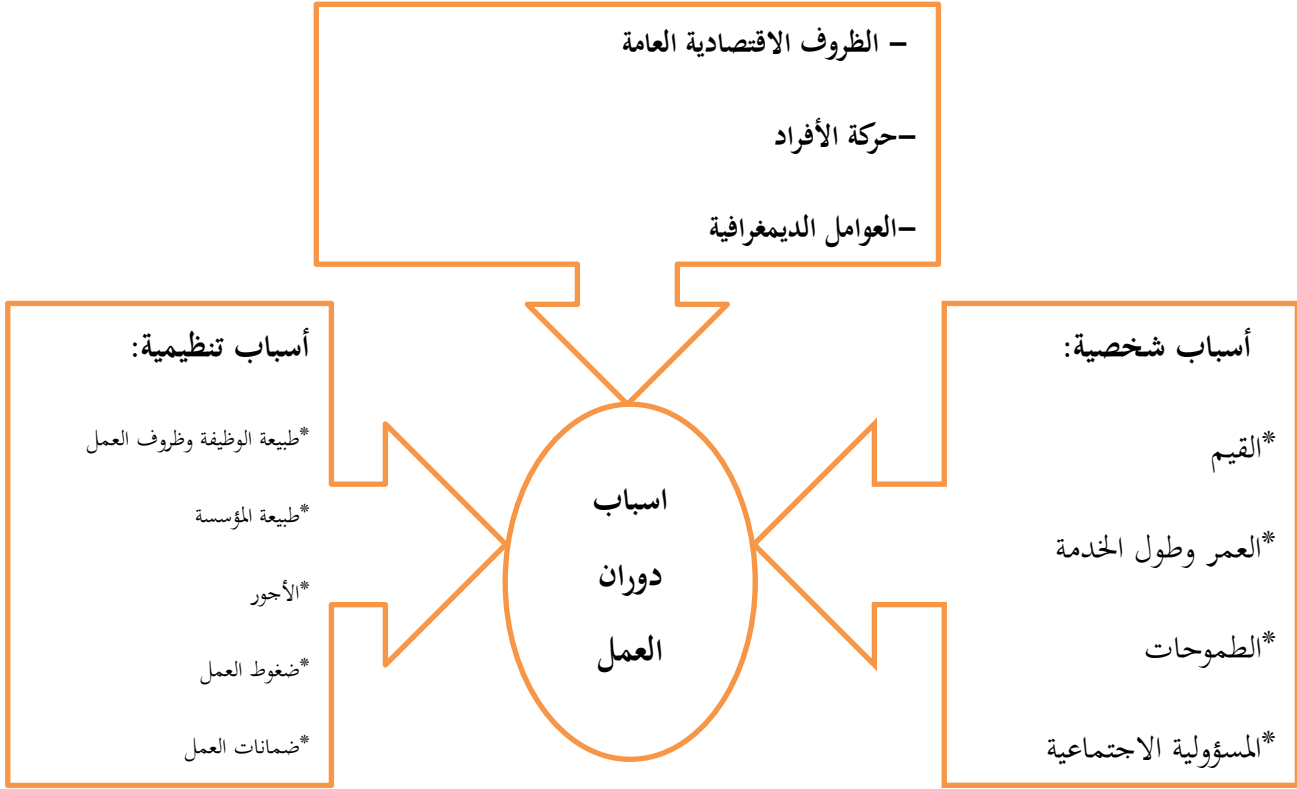 – الظروف الاقتصادية العامة
–حركة الأفراد
–العوامل الديمغرافية
أسباب شخصية:
*القيم
*العمر وطول الخدمة
*الطموحات
*المسؤولية الاجتماعية
اسباب
دوران
العمل
أسباب تنظيمية:
*طبيعة الوظيفة وظروف العمل
*طبيعة المؤسسة
*الأجور
*ضغوط العمل
*ضمانات العمل